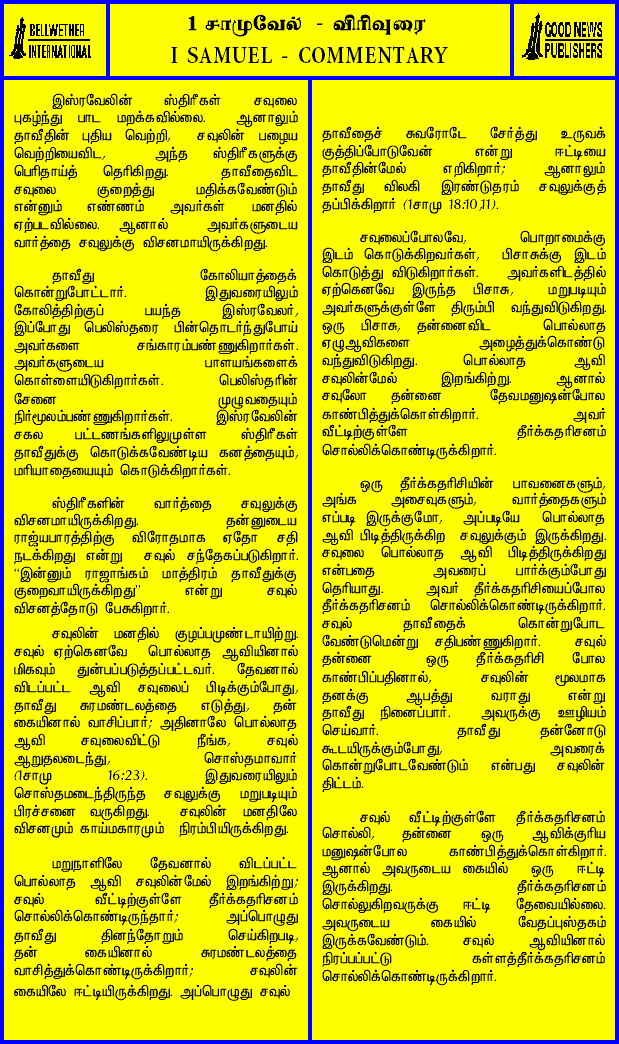 BELLWETHER
INTERNATIONAL
1 சாமுவேல் - விரிவுரை
I SAMUEL - COMMENTARY
GOOD NEWS
PUBLISHERS
இஸ்ரவேலின் ஸ்திரீகள் சவுலை
புகழ்ந்து பாட மறக்கவில்லை. ஆனாலும்
தாவீதின் புதிய வெற்றி, சவுலின் பழைய
வெற்றியைவிட, அந்த ஸ்திரீகளுக்கு
பெரிதாய்த் தெரிகிறது. தாவீதைவிட
சவுலை குறைத்து மதிக்கவேண்டும்
என்னும் எண்ணம் அவர்கள் மனதில்
ஏற்படவில்லை. ஆனால் அவர்களுடைய
வார்த்தை சவுலுக்கு விசனமாயிருக்கிறது.
தாவீது கோலியாத்தைக்
கொன்றுபோட்டார். இதுவரையிலும்
கோலித்திற்குப் பயந்த இஸ்ரவேலர்,
இப்போது பெலிஸ்தரை பின்தொடர்ந்துபோய்
அவர்களை சங்காரம்பண்ணுகிறார்கள்.
அவர்களுடைய பாளயங்களைக்
கொள்ளையிடுகிறார்கள். பெலிஸ்தரின்
சேனை முழுவதையும்
நிர்மூலம்பண்ணுகிறார்கள். இஸ்ரவேலின்
சகல பட்டணங்களிலுமுள்ள ஸ்திரீகள்
தாவீதுக்கு கொடுக்கவேண்டிய கனத்தையும்,
மரியாதையையும் கொடுக்கிறார்கள்.
ஸ்திரீகளின் வார்த்தை சவுலுக்கு
விசனமாயிருக்கிறது. தன்னுடைய
ராஜ்யபாரத்திற்கு விரோதமாக ஏதோ சதி
நடக்கிறது என்று சவுல் சந்தேகப்படுகிறார்.
“இன்னும் ராஜாங்கம் மாத்திரம் தாவீதுக்கு
குறைவாயிருக்கிறது” என்று சவுல்
விசனத்தோடு பேசுகிறார்.
சவுலின் மனதில் குழப்பமுண்டாயிற்று.
சவுல் ஏற்கெனவே பொல்லாத ஆவியினால்
மிகவும் துன்பப்படுத்தப்பட்டவர். தேவனால்
விடப்பட்ட ஆவி சவுலைப் பிடிக்கும்போது,
தாவீது சுரமண்டலத்தை எடுத்து, தன்
கையினால் வாசிப்பார்; அதினாலே பொல்லாத
ஆவி சவுலைவிட்டு நீங்க, சவுல்
ஆறுதலடைந்து, சொஸ்தமாவார்
(1சாமு 16:23). இதுவரையிலும்
சொஸ்தமடைந்திருந்த சவுலுக்கு மறுபடியும்
பிரச்சனை வருகிறது. சவுலின் மனதிலே
விசனமும் காய்மகாரமும் நிரம்பியிருக்கிறது.
மறுநாளிலே தேவனால் விடப்பட்ட
பொல்லாத ஆவி சவுலின்மேல் இறங்கிற்று;
சவுல் வீட்டிற்குள்ளே தீர்க்கதரிசனம்
சொல்லிக்கொண்டிருந்தார்; அப்பொழுது
தாவீது தினந்தோறும் செய்கிறபடி,
தன் கையினால் சுரமண்டலத்தை
வாசித்துக்கொண்டிருக்கிறார்; சவுலின்
கையிலே ஈட்டியிருக்கிறது. அப்பொழுது சவுல்
தாவீதைச் சுவரோடே சேர்த்து உருவக்
குத்திப்போடுவேன் என்று ஈட்டியை
தாவீதின்மேல் எறிகிறார்; ஆனாலும்
தாவீது விலகி இரண்டுதரம் சவுலுக்குத்
தப்பிக்கிறார் (1சாமு 18:10,11).
சவுலைப்போலவே, பொறாமைக்கு
இடம் கொடுக்கிறவர்கள், பிசாசுக்கு இடம்
கொடுத்து விடுகிறார்கள். அவர்களிடத்தில்
ஏற்கெனவே இருந்த பிசாசு, மறுபடியும்
அவர்களுக்குள்ளே திரும்பி வந்துவிடுகிறது.
ஒரு பிசாசு, தன்னைவிட பொல்லாத
ஏழுஆவிகளை அழைத்துக்கொண்டு
வந்துவிடுகிறது. பொல்லாத ஆவி
சவுலின்மேல் இறங்கிற்று. ஆனால்
சவுலோ தன்னை தேவமனுஷன்போல
காண்பித்துக்கொள்கிறார். அவர்
வீட்டிற்குள்ளே தீர்க்கதரிசனம்
சொல்லிக்கொண்டிருக்கிறார்.
ஒரு தீர்க்கதரிசியின் பாவனைகளும்,
அங்க அசைவுகளும், வார்த்தைகளும்
எப்படி இருக்குமோ, அப்படியே பொல்லாத
ஆவி பிடித்திருக்கிற சவுலுக்கும் இருக்கிறது.
சவுலை பொல்லாத ஆவி பிடித்திருக்கிறது
என்பதை அவரைப் பார்க்கும்போது
தெரியாது. அவர் தீர்க்கதரிசியைப்போல
தீர்க்கதரிசனம் சொல்லிக்கொண்டிருக்கிறார்.
சவுல் தாவீதைக் கொன்றுபோட
வேண்டுமென்று சதிபண்ணுகிறார். சவுல்
தன்னை ஒரு தீர்க்கதரிசி போல
காண்பிப்பதினால், சவுலின் மூலமாக
தனக்கு ஆபத்து வராது என்று
தாவீது நினைப்பார். அவருக்கு ஊழியம்
செய்வார். தாவீது தன்னோடு
கூடயிருக்கும்போது, அவரைக்
கொன்றுபோடவேண்டும் என்பது சவுலின்
திட்டம்.
சவுல் வீட்டிற்குள்ளே தீர்க்கதரிசனம்
சொல்லி, தன்னை ஒரு ஆவிக்குரிய
மனுஷன்போல காண்பித்துக்கொள்கிறார்.
ஆனால் அவருடைய கையில் ஒரு ஈட்டி
இருக்கிறது. தீர்க்கதரிசனம்
சொல்லுகிறவருக்கு ஈட்டி தேவையில்லை.
அவருடைய கையில் வேதப்புஸ்தகம்
இருக்கவேண்டும். சவுல் ஆவியினால்
நிரப்பப்பட்டு கள்ளத்தீர்க்கதரிசனம்
சொல்லிக்கொண்டிருக்கிறார்.